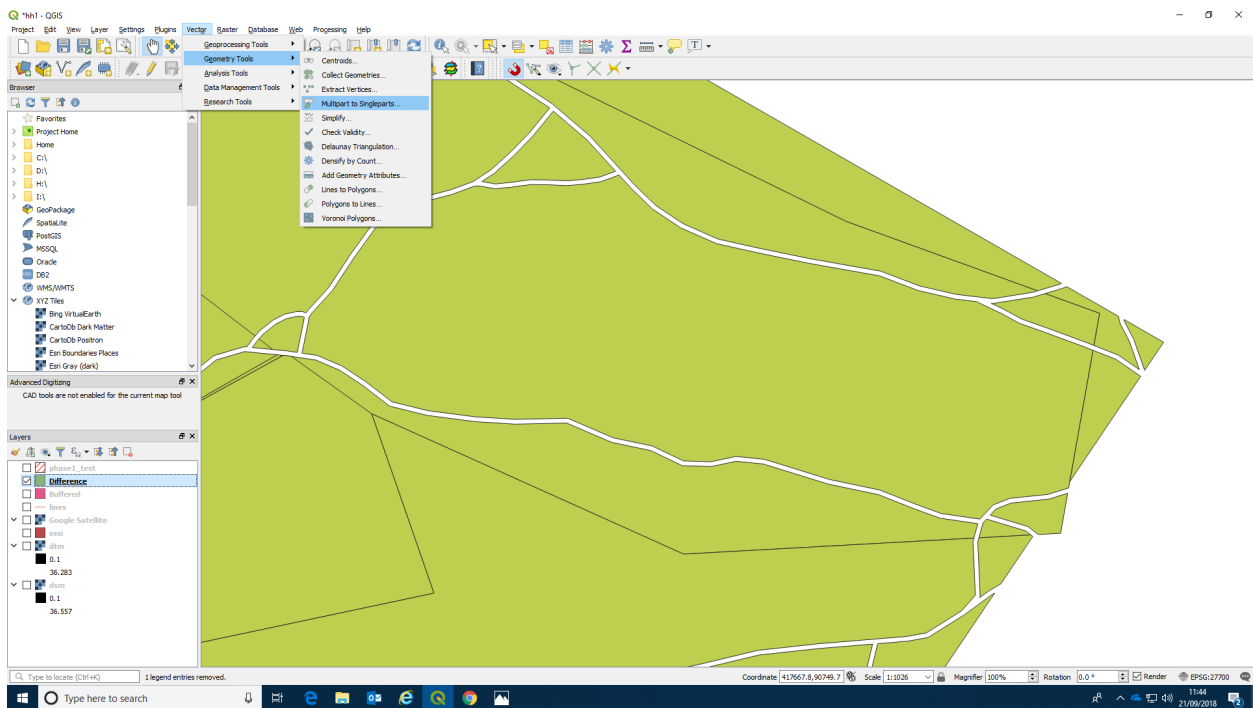 *hh1 - QGIS
Project Edit View Layer Settings Plugins Vector Raster Database Web Processing Help
Geoprocessing Tools
Geometry Tools
Analysis Tools
Data Management Tools
Research Tools
Centroids...
Collect Geometries...
Extract Vertices...
Multipart to Singleparts...
Simplify...
Check Validity...
Delaunay Triangulation...
Densify by Count...
Add Geometry Attributes...
Lines to Polygons...
Polygons to Lines...
Voronoi Polygons...
Browser
Favorites
Project Home
Home
C:\
D:\
H:\
I:\
GeoPackage
SpatiaLite
PostGIS
MSSQL
Oracle
DB2
WMS/WMTS
XYZ Tiles
Bing VirtualEarth
CartoDb Dark Matter
CartoDb Positron
Esri Boundaries Places
Esri Gray (dark)
Advanced Digitizing
CAD tools are not enabled for the current map tool
Layers
phase1_test
Difference
Buffered
lines
Google Satellite
sssi
dtm
0.1
36.283
dsm
0.1
36.557
Type to locate (Ctrl+K) 1 legend entries removed. Coordinate 417667.8,90749.7 Scale 1:1026 Magnifier 100% Rotation 0.0 ° Render EPSG:27700
Type here to search
11:44
21/09/2018
2